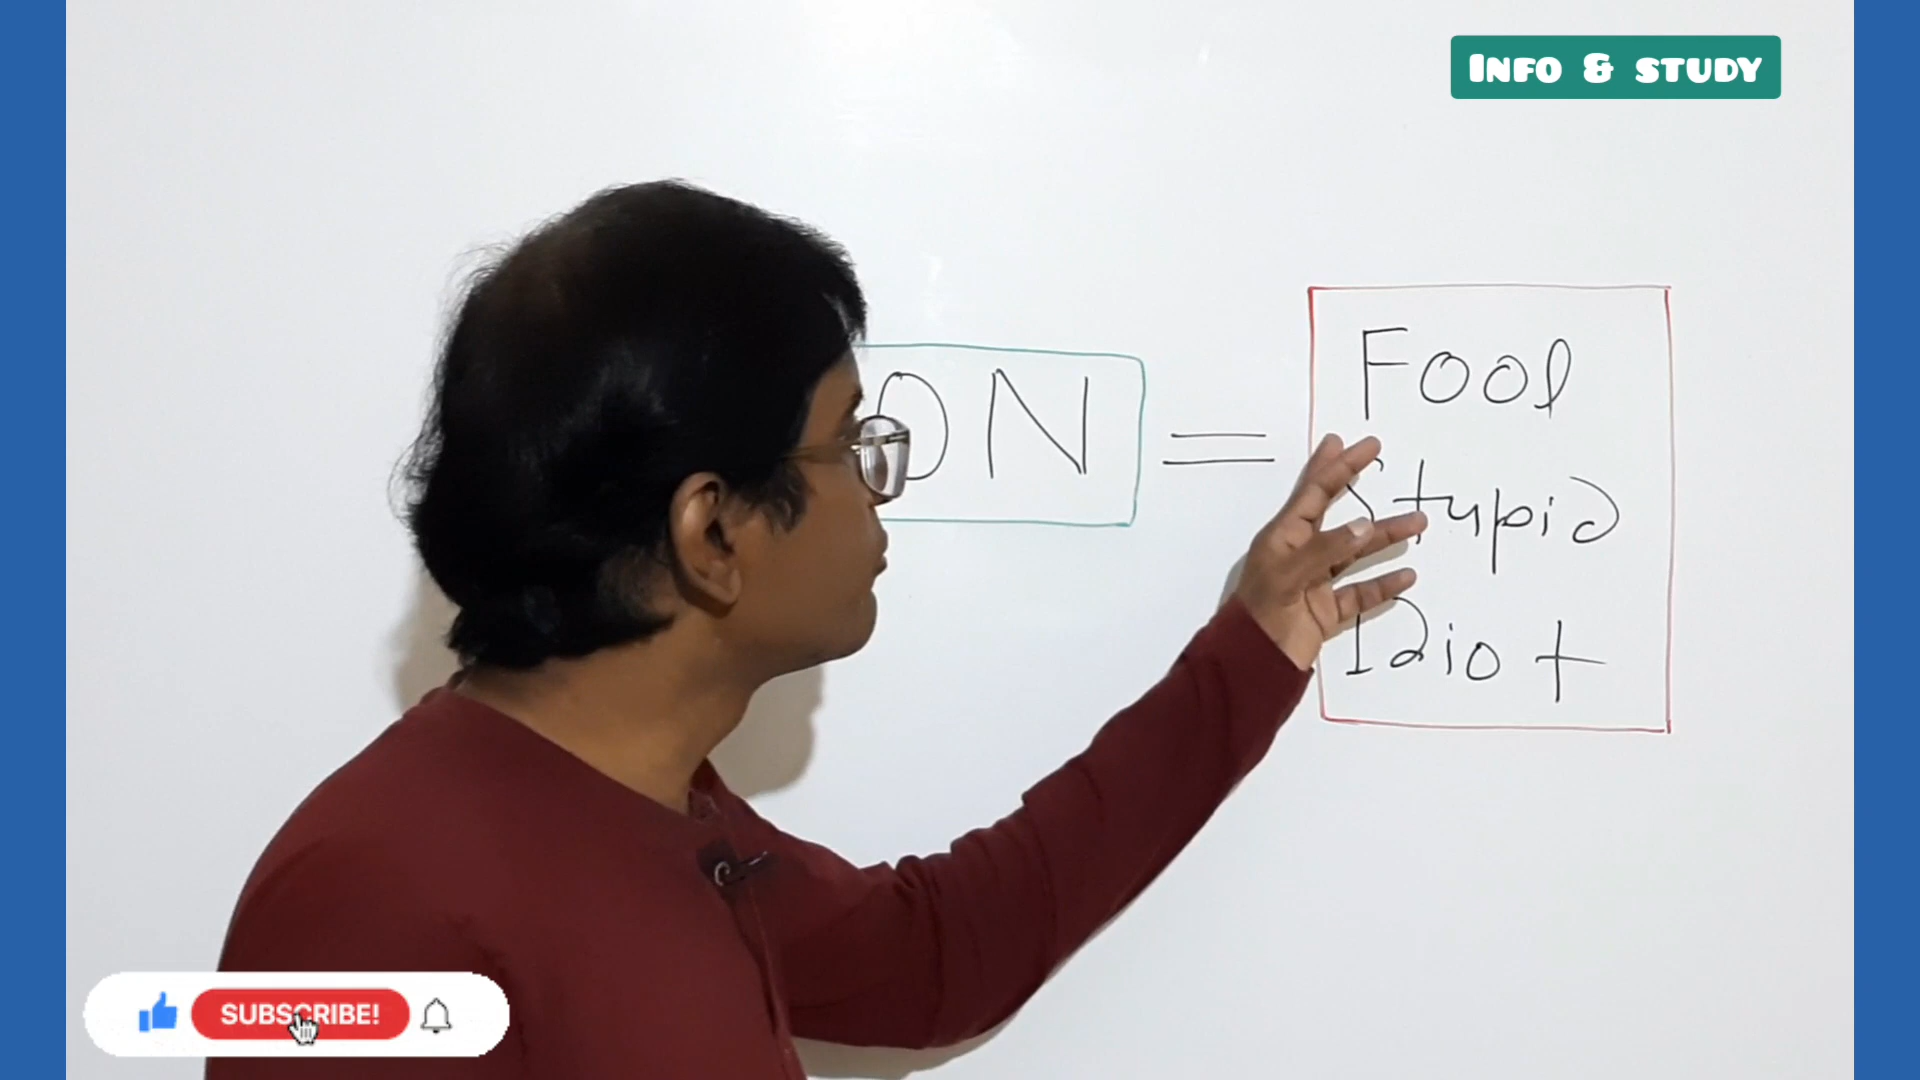 INFO & STUDY
ON =
Fool
Stupid
Idiot
SUBSCRIBE!